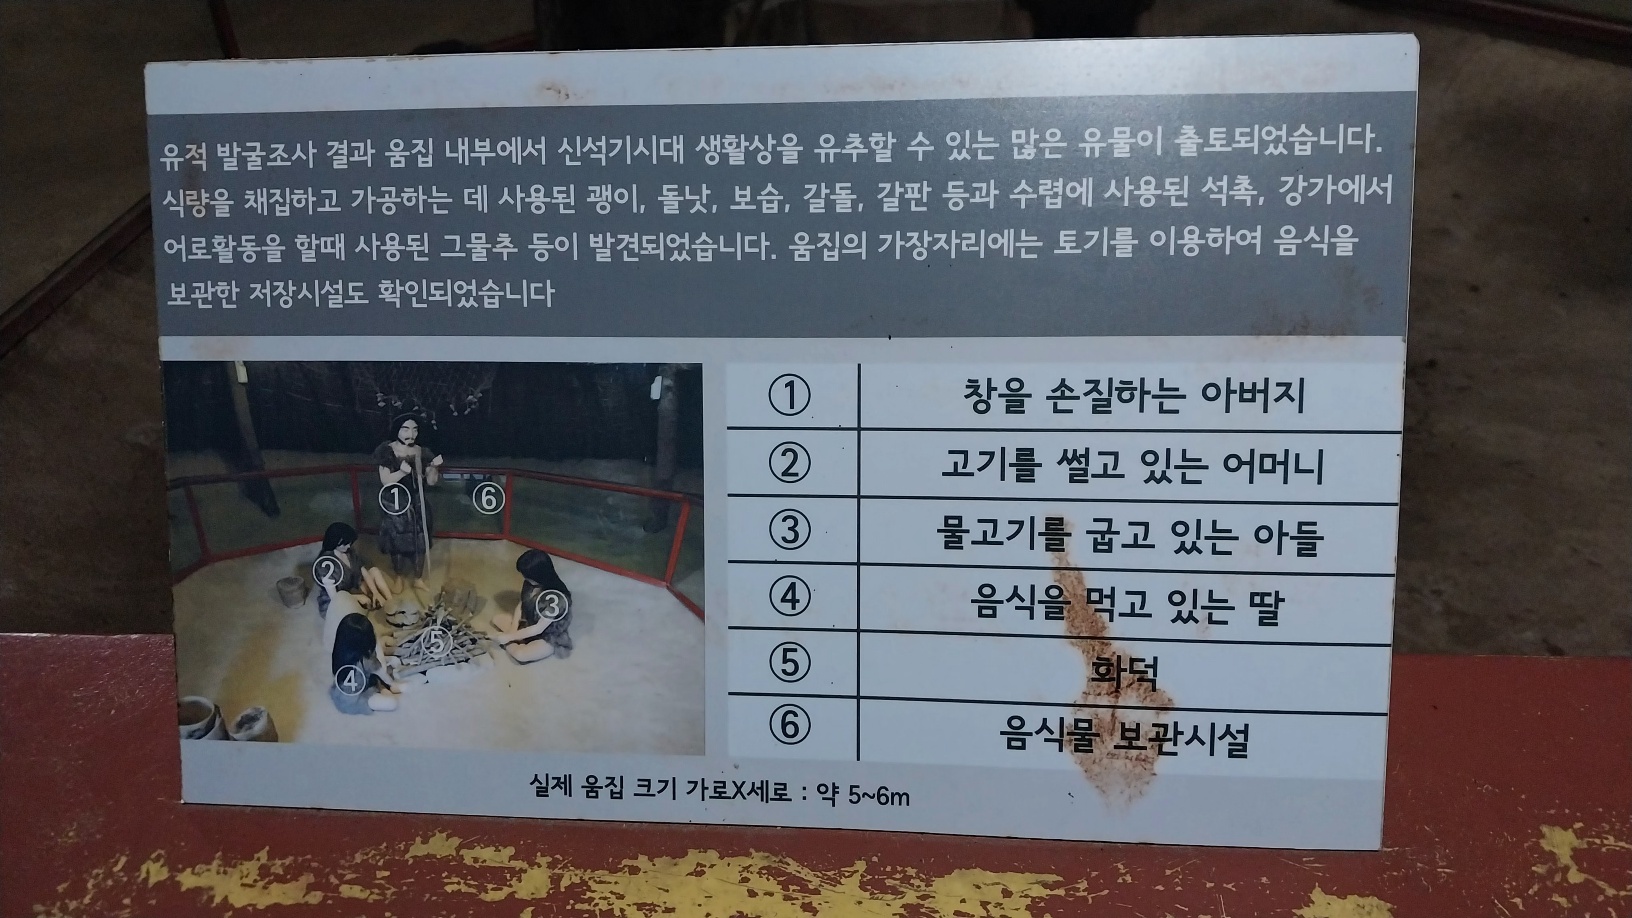 유적 발굴조사 결과 움집 내부에서 신석기시대 생활상을 유추할 수 있는 많은 유물이 출토되었습니다.
식량을 채집하고 가공하는 데 사용된 괭이, 돌낫, 보습, 갈돌, 갈판 등과 수렵에 사용된 석촉, 강가에서
어로활동을 할때 사용된 그물추 등이 발견되었습니다. 움집의 가장자리에는 토기를 이용하여 음식을
보관한 저장시설도 확인되었습니다
① ⑥
②
③
⑤
④
① 창을 손질하는 아버지
② 고기를 썰고 있는 어머니
③ 물고기를 굽고 있는 아들
④ 음식을 먹고 있는 딸
⑤ 화덕
⑥ 음식물 보관시설
실제 움집 크기 가로X세로 : 약 5~6m